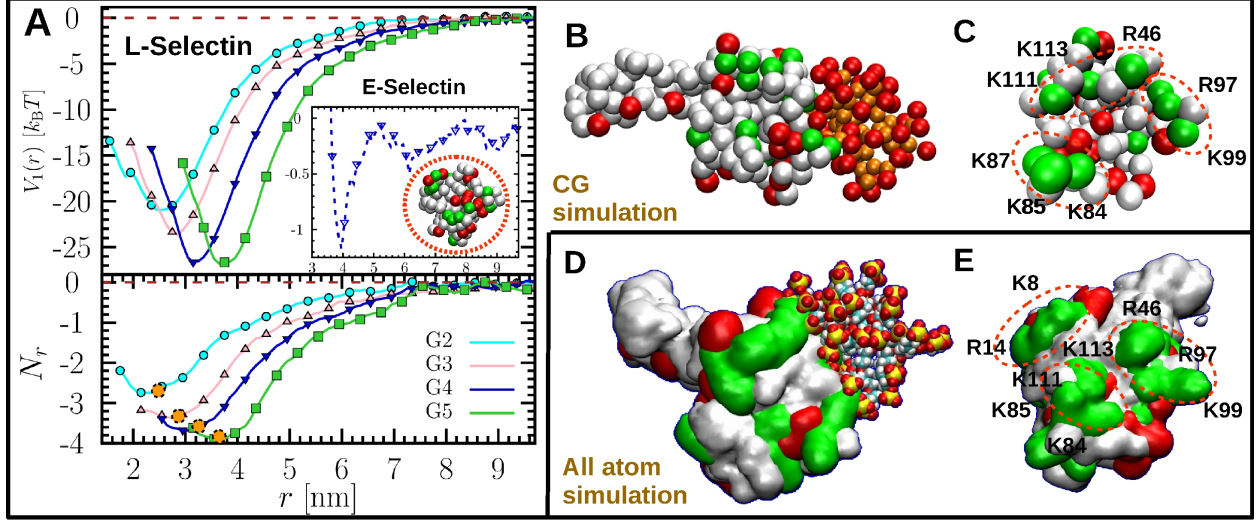 A
L-Selectin
E-Selectin
V₁(r) [k_BT]
0
-5
-10
-15
-20
-25
0
-0.5
-1
3
4
5
6
7
8
9
N_r
0
-1
-2
-3
-4
G2
G3
G4
G5
2
3
4
5
6
7
8
9
r [nm]
B
CG
simulation
C
R46
K113
K111
R97
K87
K99
K85
K84
D
All atom
simulation
E
K8
R46
R14
K113
R97
K111
K85
K99
K84